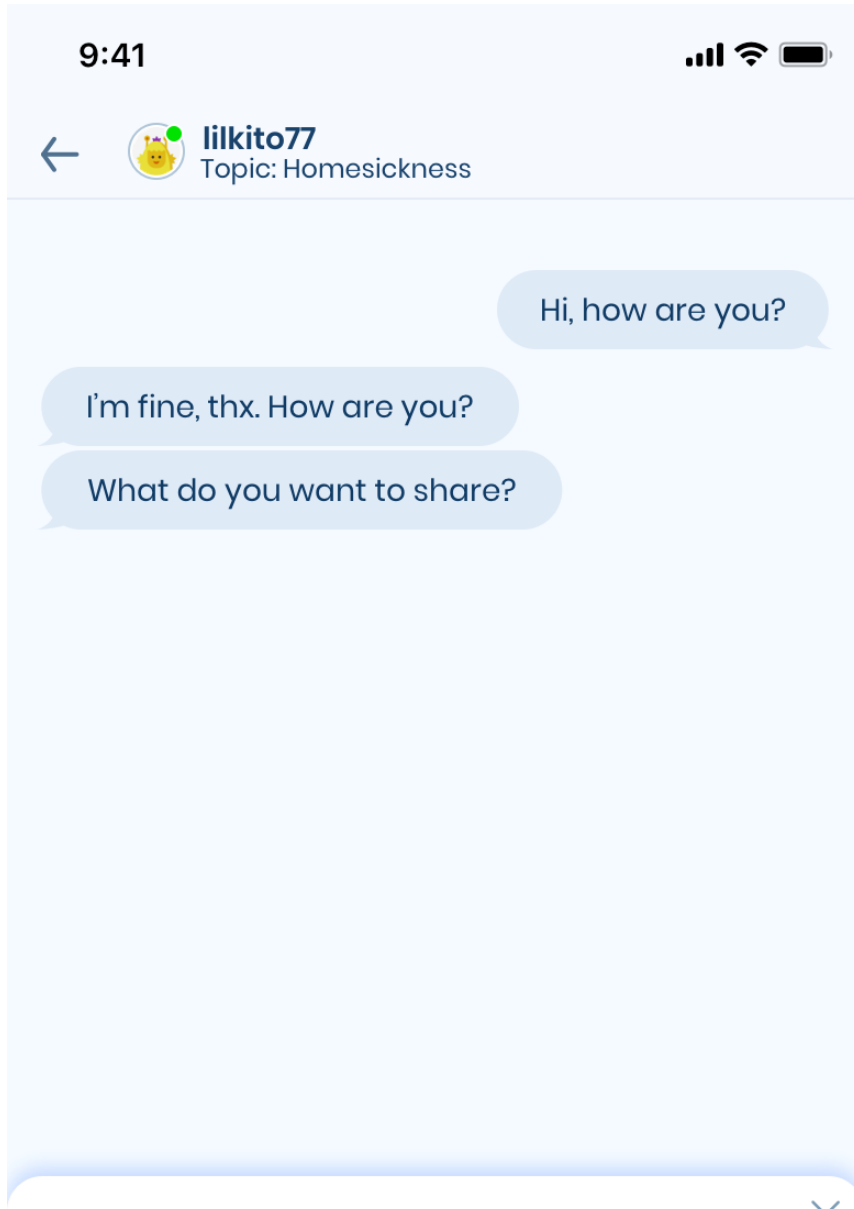 9:41
lilkito77
Topic: Homesickness
Hi, how are you?
I'm fine, thx. How are you?
What do you want to share?